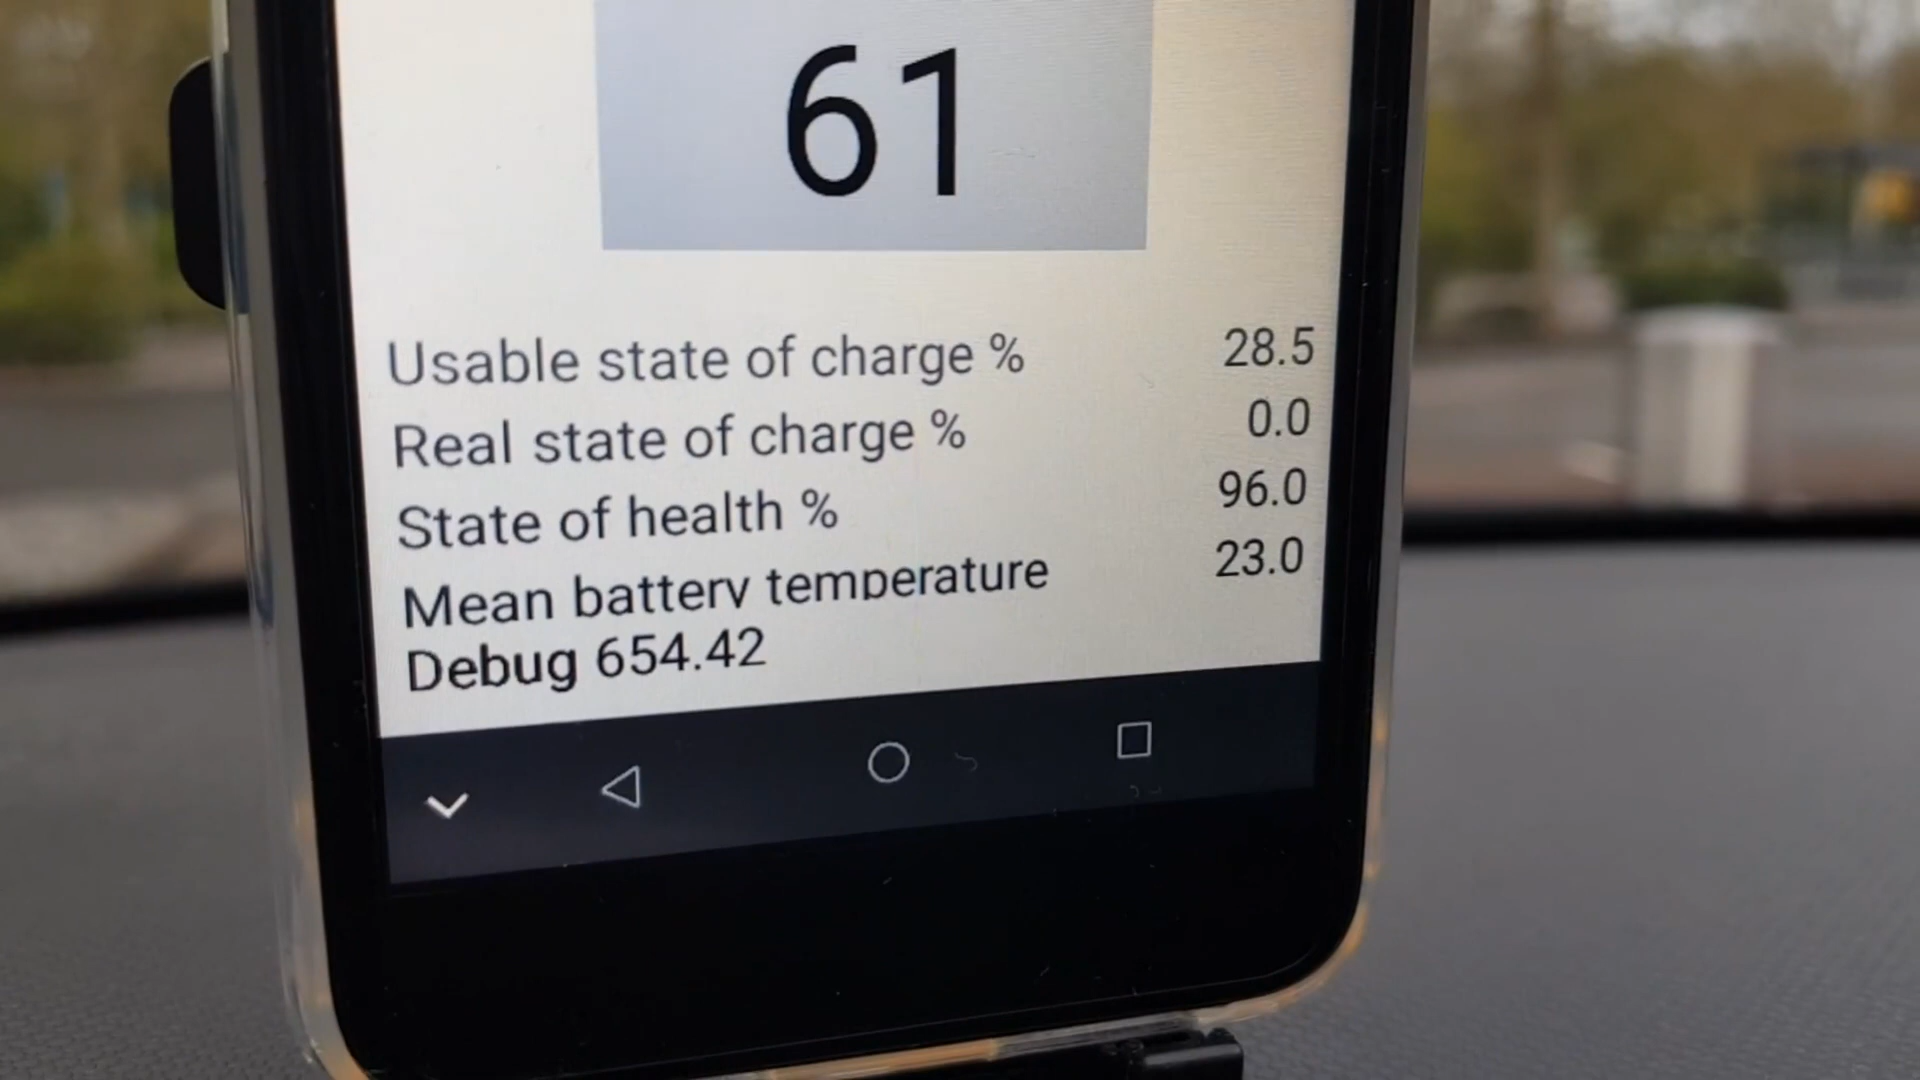 61
Usable state of charge % 28.5
Real state of charge % 0.0
State of health % 96.0
Mean battery temperature 23.0
Debug 654.42